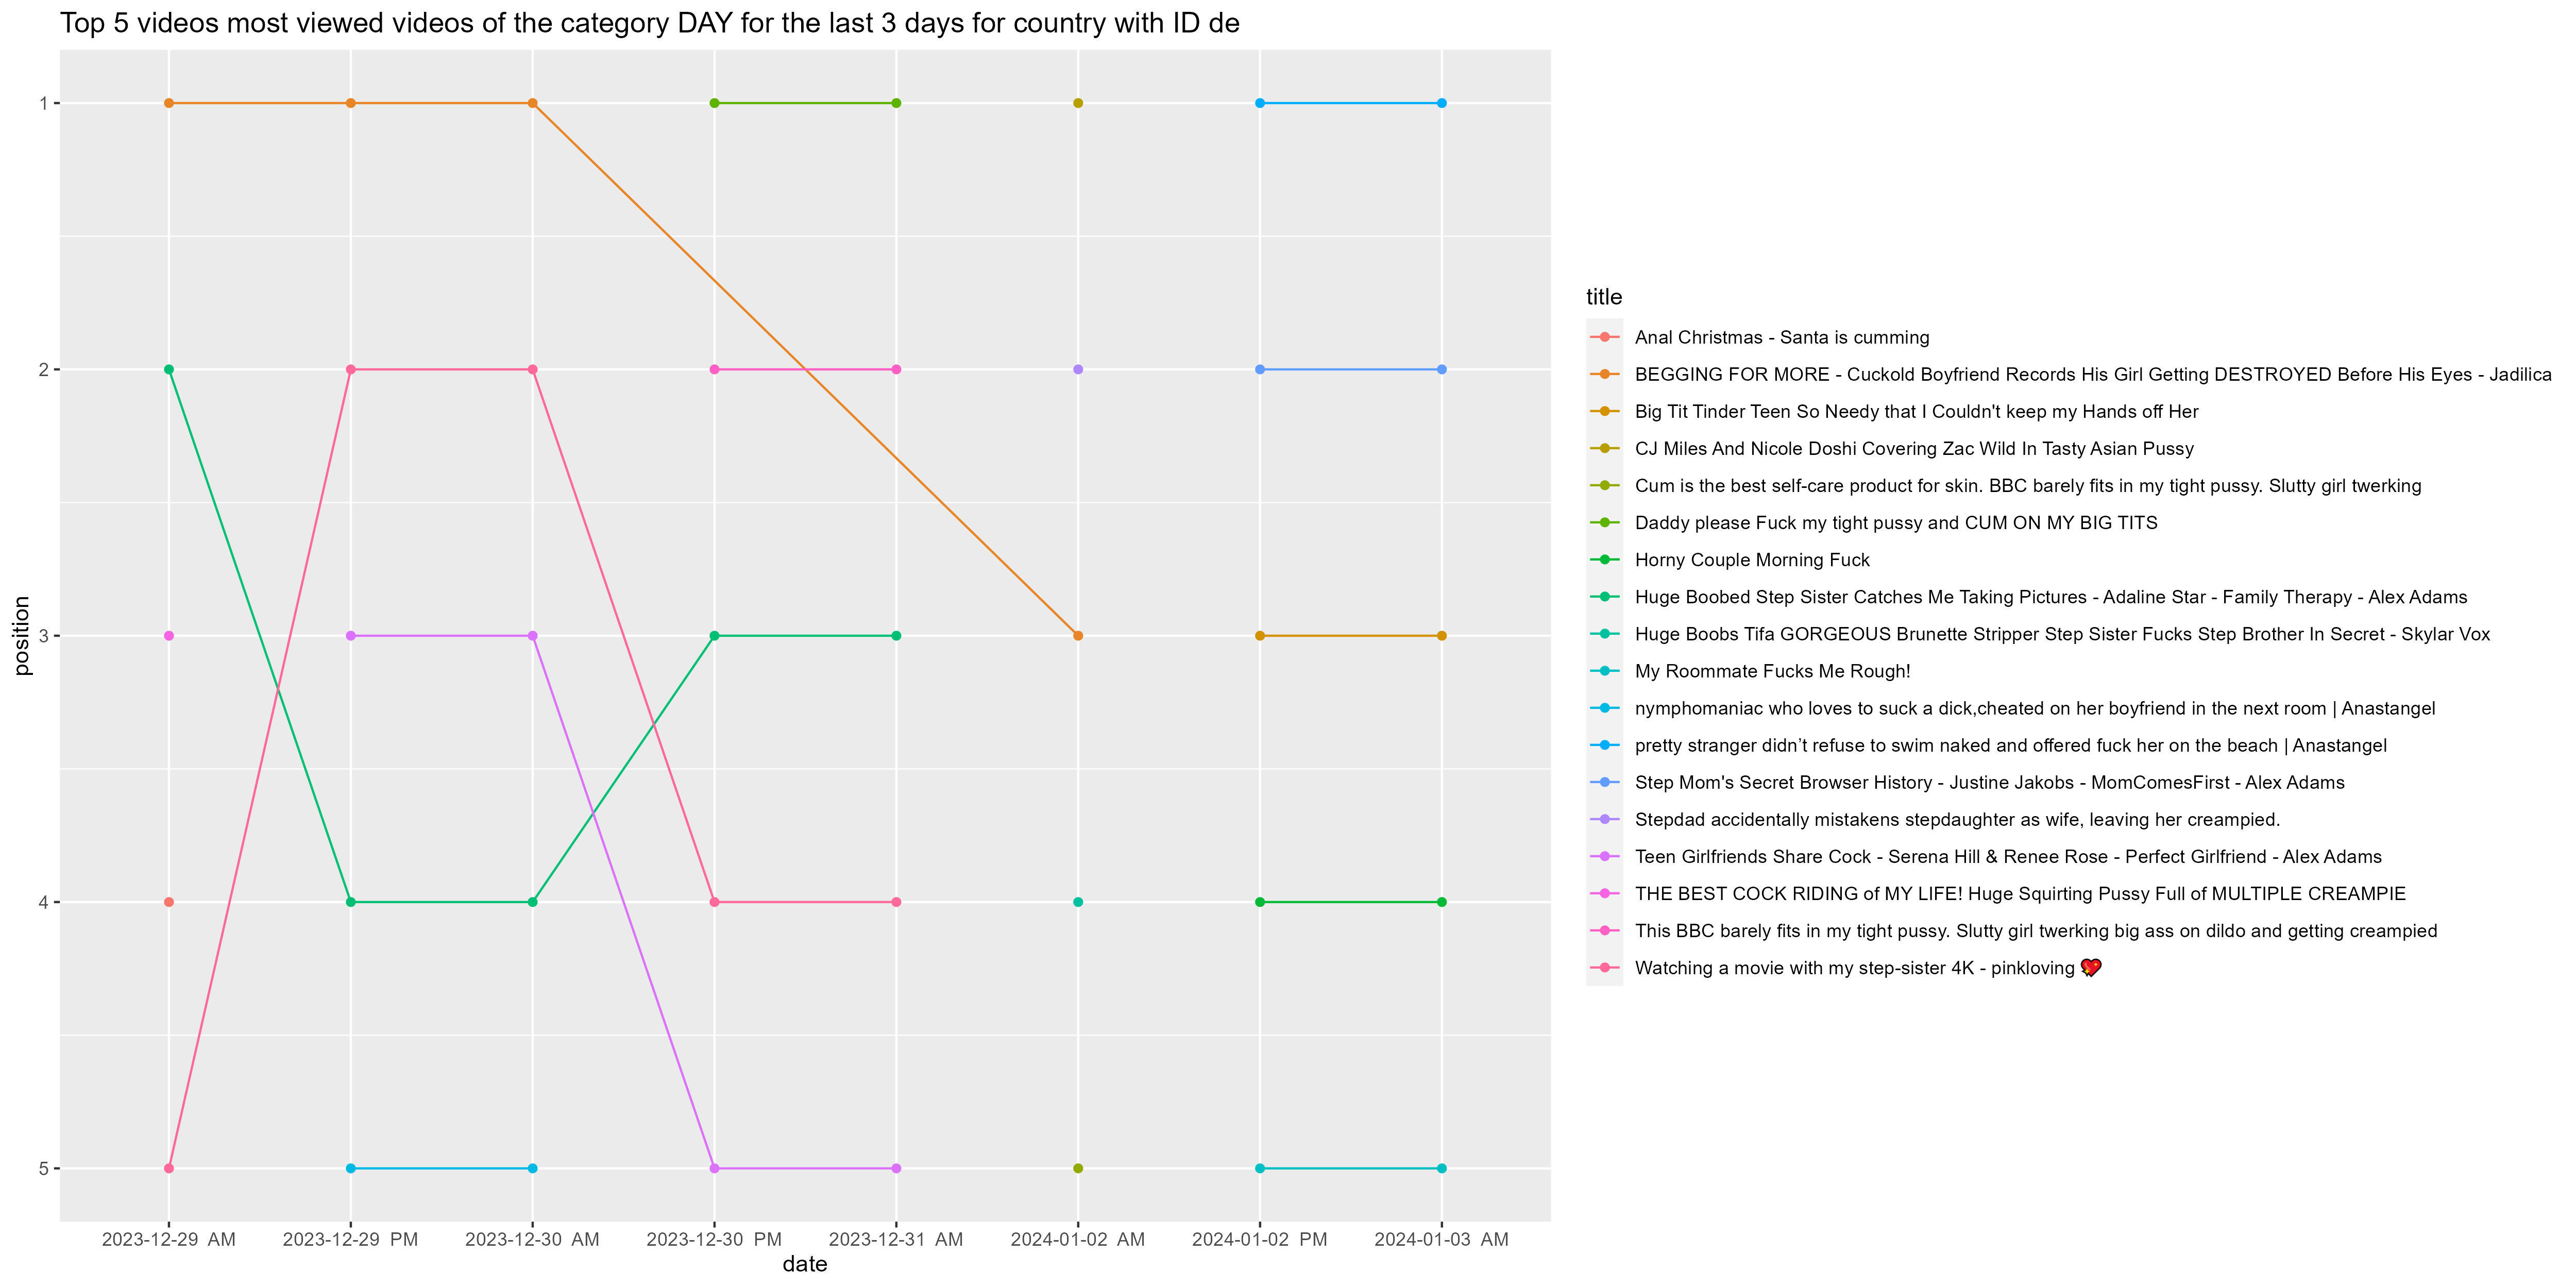 Top 5 videos most viewed videos of the category DAY for the last 3 days for country with ID de
1
2
3
4
5
position
2023-12-29 AM
2023-12-29 PM
2023-12-30 AM
2023-12-30 PM
2023-12-31 AM
2024-01-02 AM
2024-01-02 PM
2024-01-03 AM
date
title
Anal Christmas - Santa is cumming
BEGGING FOR MORE - Cuckold Boyfriend Records His Girl Getting DESTROYED Before His Eyes - Jadilica
Big Tit Tinder Teen So Needy that I Couldn't keep my Hands off Her
CJ Miles And Nicole Doshi Covering Zac Wild In Tasty Asian Pussy
Cum is the best self-care product for skin. BBC barely fits in my tight pussy. Slutty girl twerking
Daddy please Fuck my tight pussy and CUM ON MY BIG TITS
Horny Couple Morning Fuck
Huge Boobed Step Sister Catches Me Taking Pictures - Adaline Star - Family Therapy - Alex Adams
Huge Boobs Tifa GORGEOUS Brunette Stripper Step Sister Fucks Step Brother In Secret - Skylar Vox
My Roommate Fucks Me Rough!
nymphomaniac who loves to suck a dick,cheated on her boyfriend in the next room | Anastangel
pretty stranger didn’t refuse to swim naked and offered fuck her on the beach | Anastangel
Step Mom's Secret Browser History - Justine Jakobs - MomComesFirst - Alex Adams
Stepdad accidentally mistakens stepdaughter as wife, leaving her creampied.
Teen Girlfriends Share Cock - Serena Hill & Renee Rose - Perfect Girlfriend - Alex Adams
THE BEST COCK RIDING of MY LIFE! Huge Squirting Pussy Full of MULTIPLE CREAMPIE
This BBC barely fits in my tight pussy. Slutty girl twerking big ass on dildo and getting creampied
Watching a movie with my step-sister 4K - pinkloving 💖